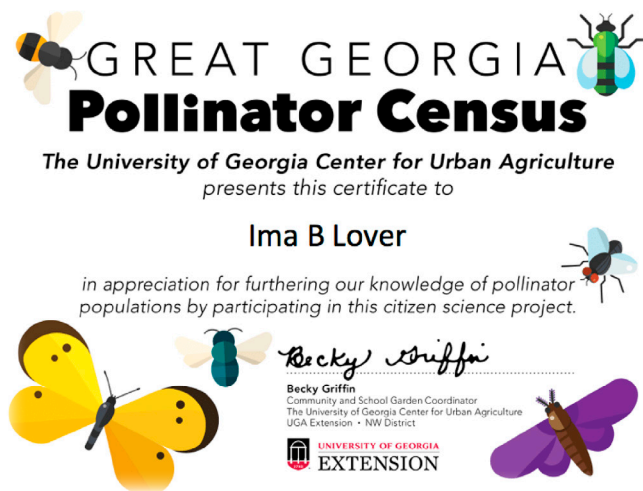 GREAT GEORGIA
Pollinator Census
The University of Georgia Center for Urban Agriculture
presents this certificate to
Ima B Lover
in appreciation for furthering our knowledge of pollinator
populations by participating in this citizen science project.
Becky Griffin
Becky Griffin
Community and School Garden Coordinator
The University of Georgia Center for Urban Agriculture
UGA Extension • NW District
UNIVERSITY OF GEORGIA
EXTENSION